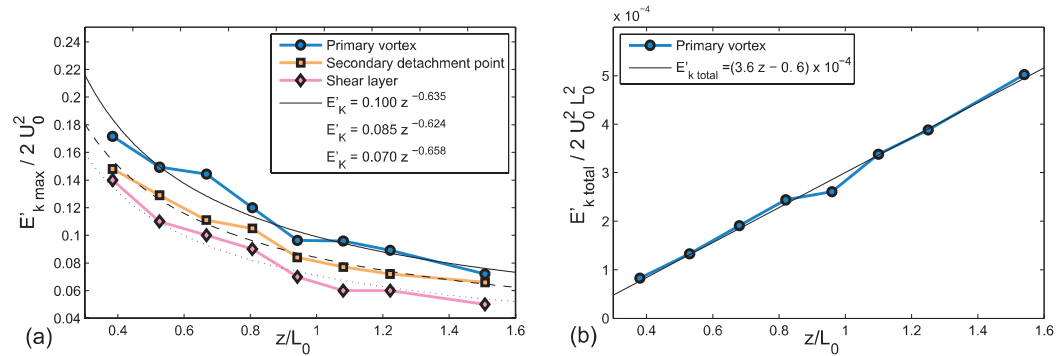 0.24
0.22
0.20
0.18
0.16
0.14
0.12
0.1
0.08
0.06
0.04
E'k max / 2 U0^2
Primary vortex
Secondary detachment point
Shear layer
E'K = 0.100 z^−0.635
E'K = 0.085 z^−0.624
E'K = 0.070 z^−0.658
0.4 0.6 0.8 1 1.2 1.4 1.6
(a) z/L0
x 10^−4
5
4
3
2
1
0
E'k total / 2 U0^2 L0^2
Primary vortex
E'k total =(3.6 z − 0.6) x 10^−4
0.4 0.6 0.8 1 1.2 1.4 1.6
(b) z/L0